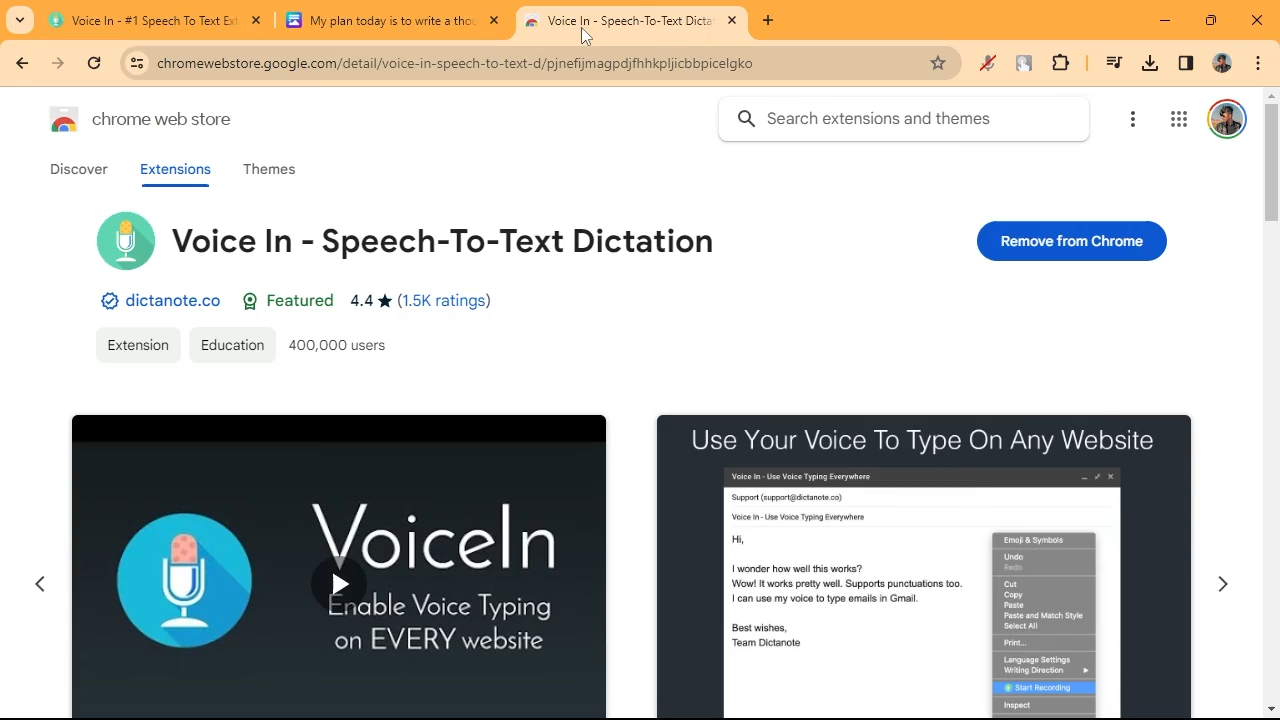 Voice In - #1 Speech To Text Ext
My plan today is to write a thou
Voice In - Speech-To-Text Dicta
chromewebstore.google.com/detail/voice-in-speech-to-text-d/pjnefijmagpdjfhhkpljicbbpicelgko
chrome web store
Search extensions and themes
Discover
Extensions
Themes
Voice In - Speech-To-Text Dictation
Remove from Chrome
dictanote.co
Featured
4.4 ★ (1.5K ratings)
Extension
Education
400,000 users
VoiceIn
Enable Voice Typing
on EVERY website
Use Your Voice To Type On Any Website
Voice In - Use Voice Typing Everywhere
Support (support@dictanote.co)
Voice In - Use Voice Typing Everywhere
Hi,
I wonder how well this works?
Wow! It works pretty well. Supports punctuations too.
I can use my voice to type emails in Gmail.
Best wishes,
Team Dictanote
Emoji & Symbols
Undo
Redo
Cut
Copy
Paste
Paste and Match Style
Select All
Print...
Language Settings
Writing Direction
Start Recording
Inspect